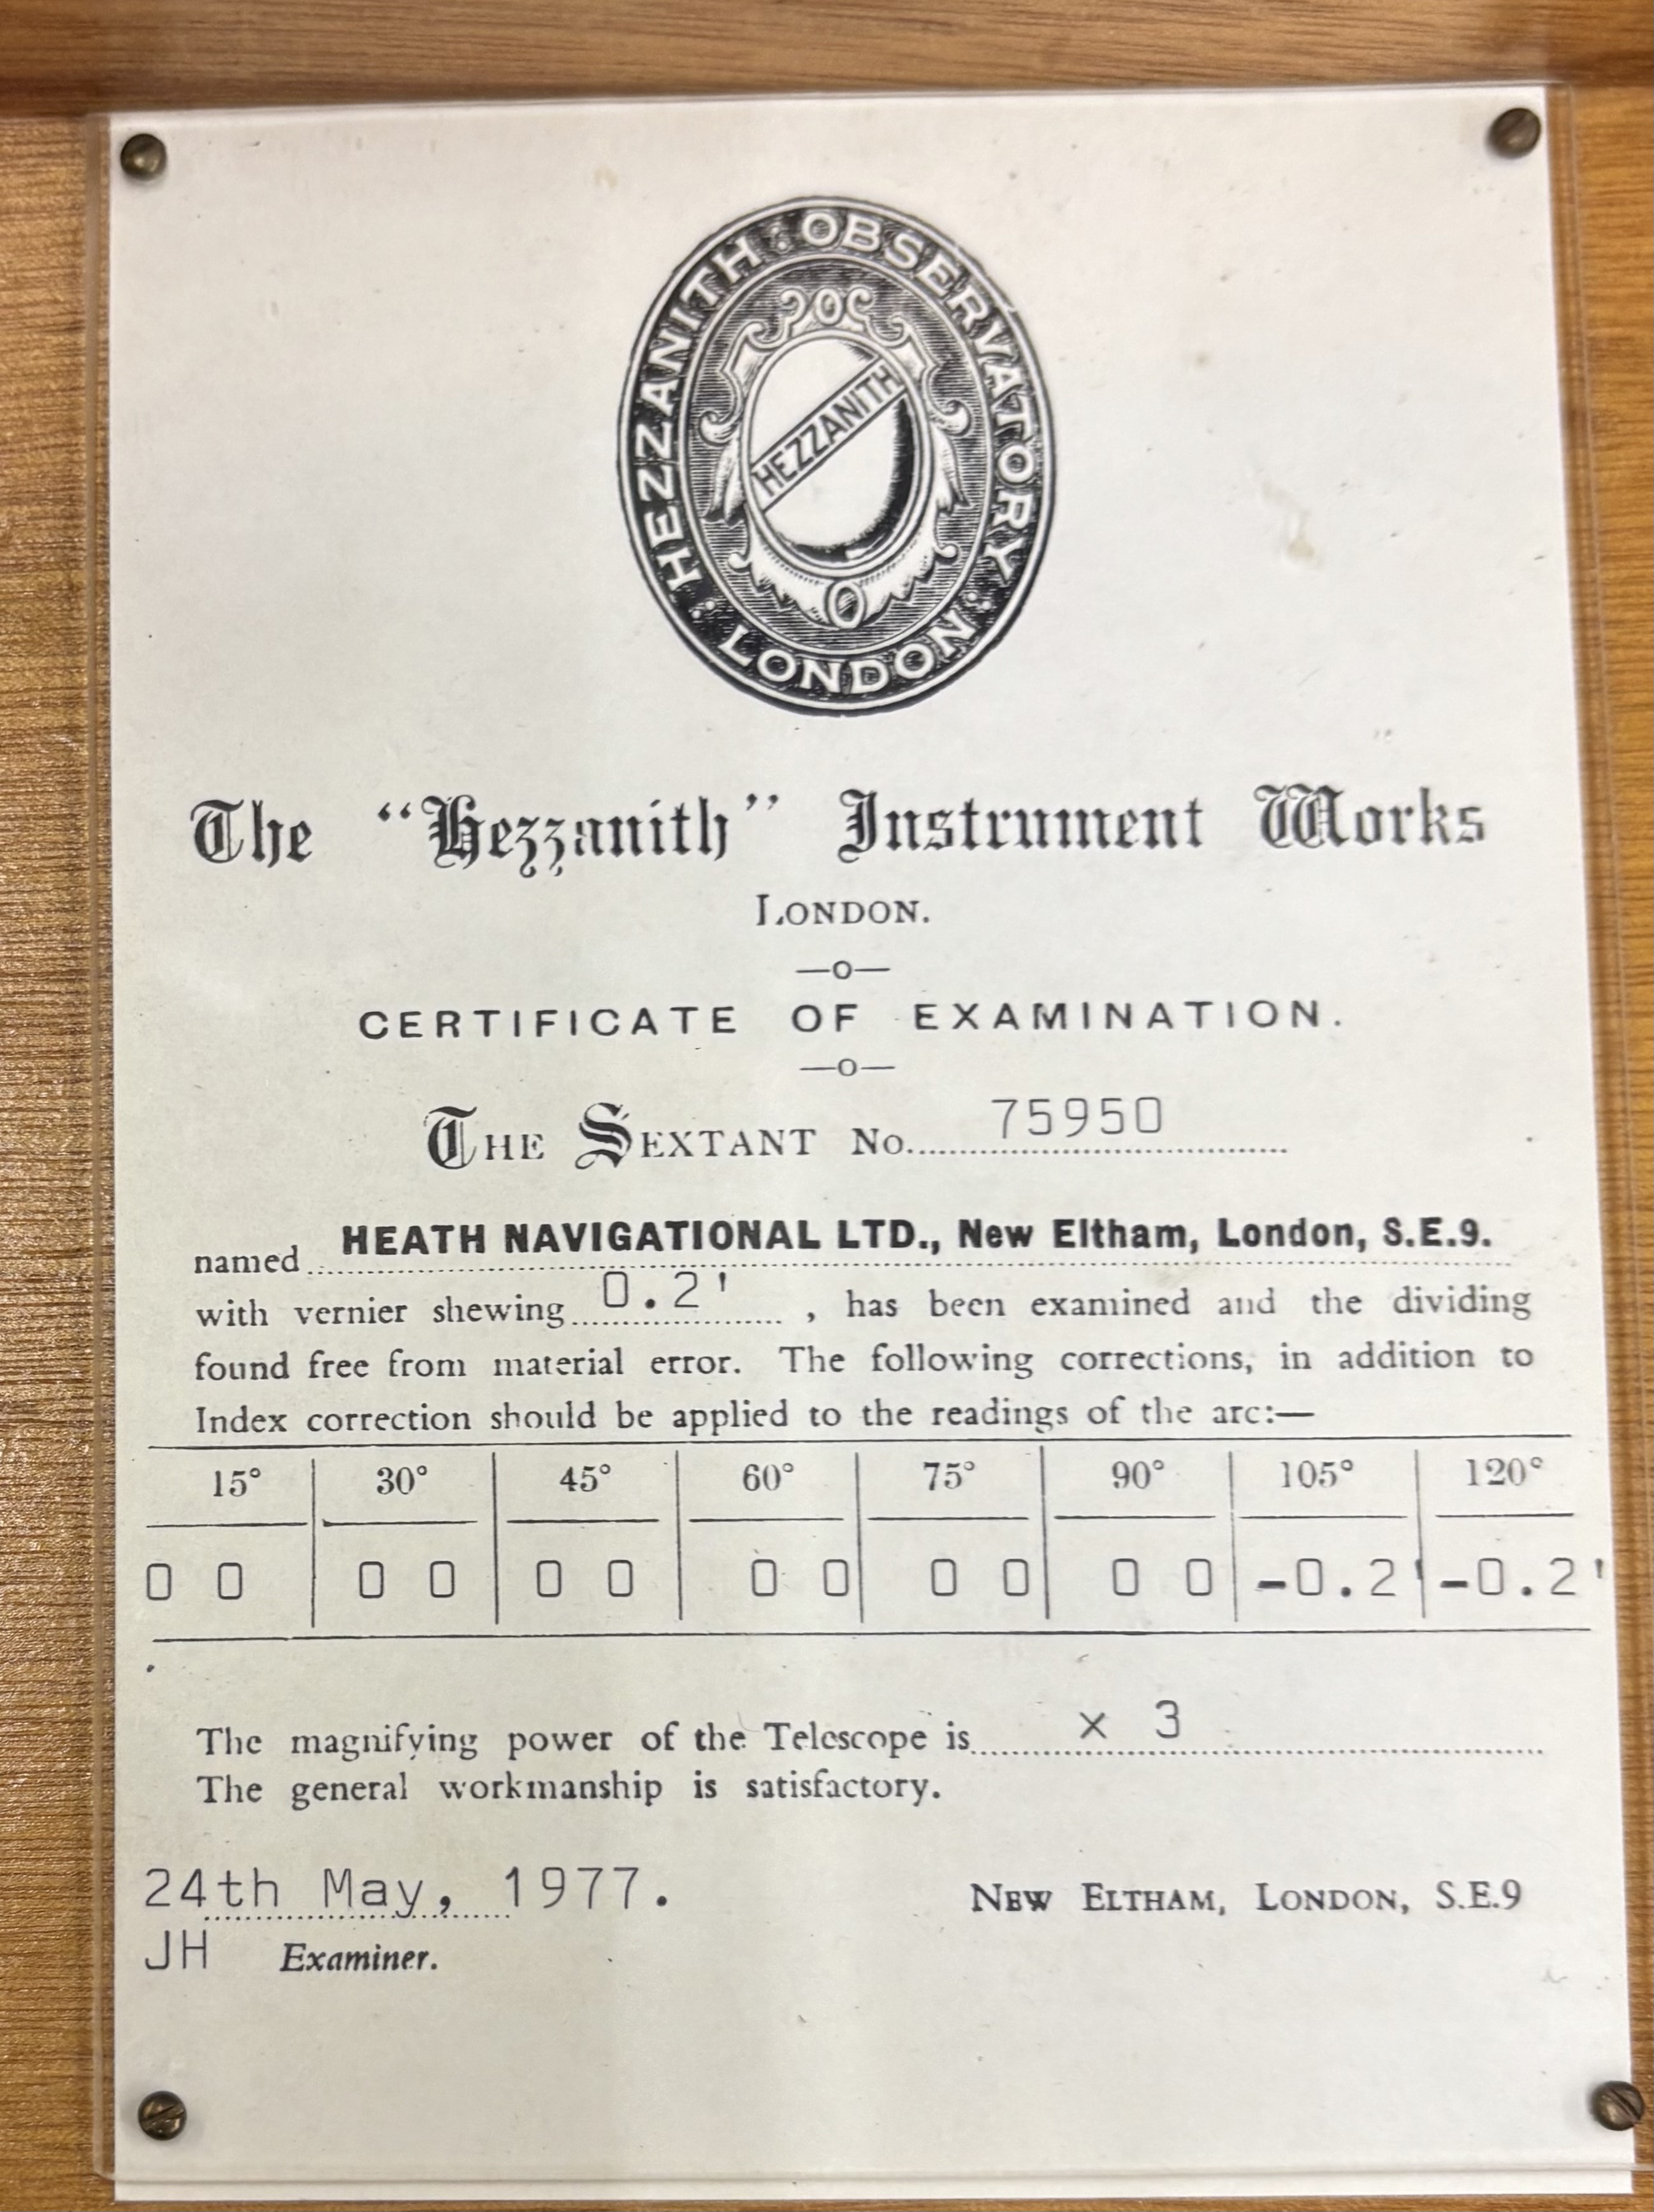 HEZZANITH OBSERVATORY
LONDON
HEZZANITH
The "Hezzanith" Instrument Works
LONDON.
—o—
CERTIFICATE OF EXAMINATION.
—o—
THE SEXTANT No. 75950
named HEATH NAVIGATIONAL LTD., New Eltham, London, S.E.9.
with vernier shewing 0.2', has been examined and the dividing
found free from material error. The following corrections, in addition to
Index correction should be applied to the readings of the arc:—
15° 30° 45° 60° 75° 90° 105° 120°
0 0 0 0 0 0 0 0 0 0 0 0 -0.2' -0.2'
The magnifying power of the Telescope is x 3
The general workmanship is satisfactory.
24th May, 1977. NEW ELTHAM, LONDON, S.E.9
JH Examiner.